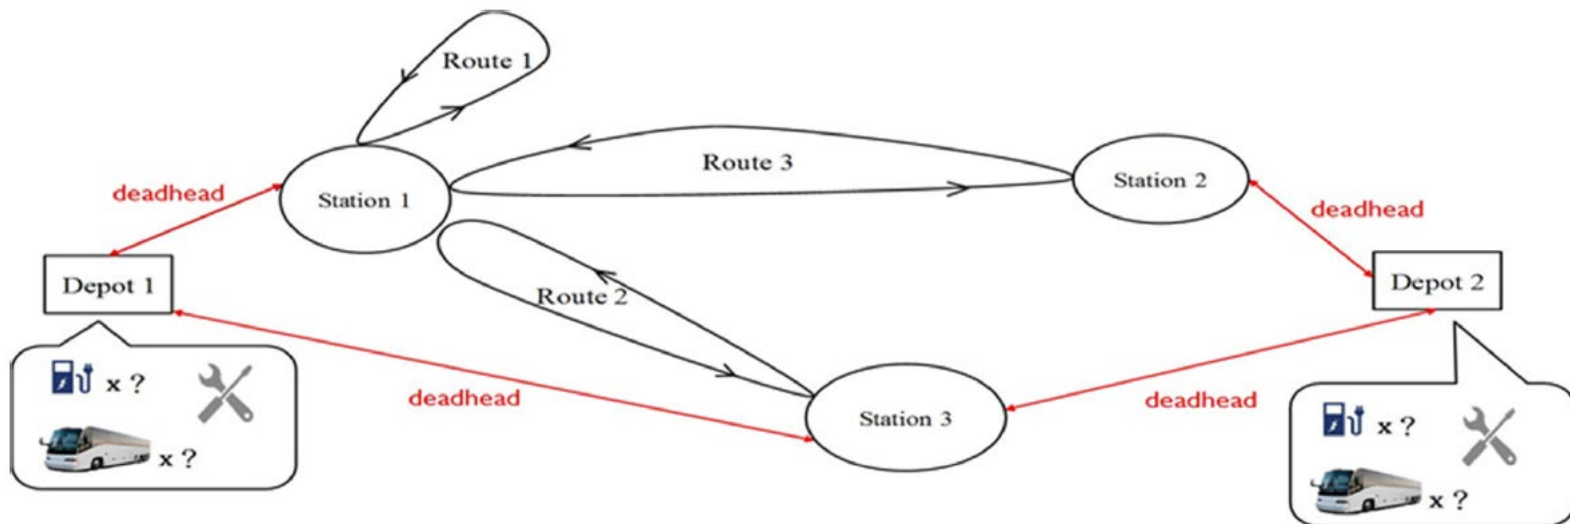 Route 1
Route 3
Station 2
deadhead
Station 1
deadhead
Depot 1
Route 2
Depot 2
x ?
deadhead
Station 3
deadhead
x ?
x ?
x ?